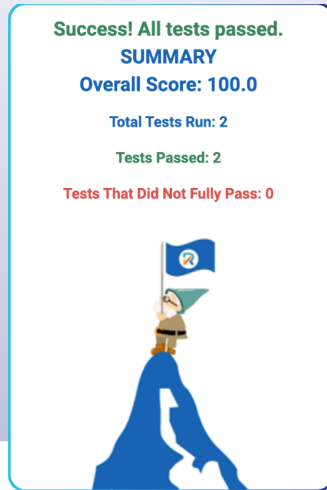 Success! All tests passed.
SUMMARY
Overall Score: 100.0
Total Tests Run: 2
Tests Passed: 2
Tests That Did Not Fully Pass: 0
R